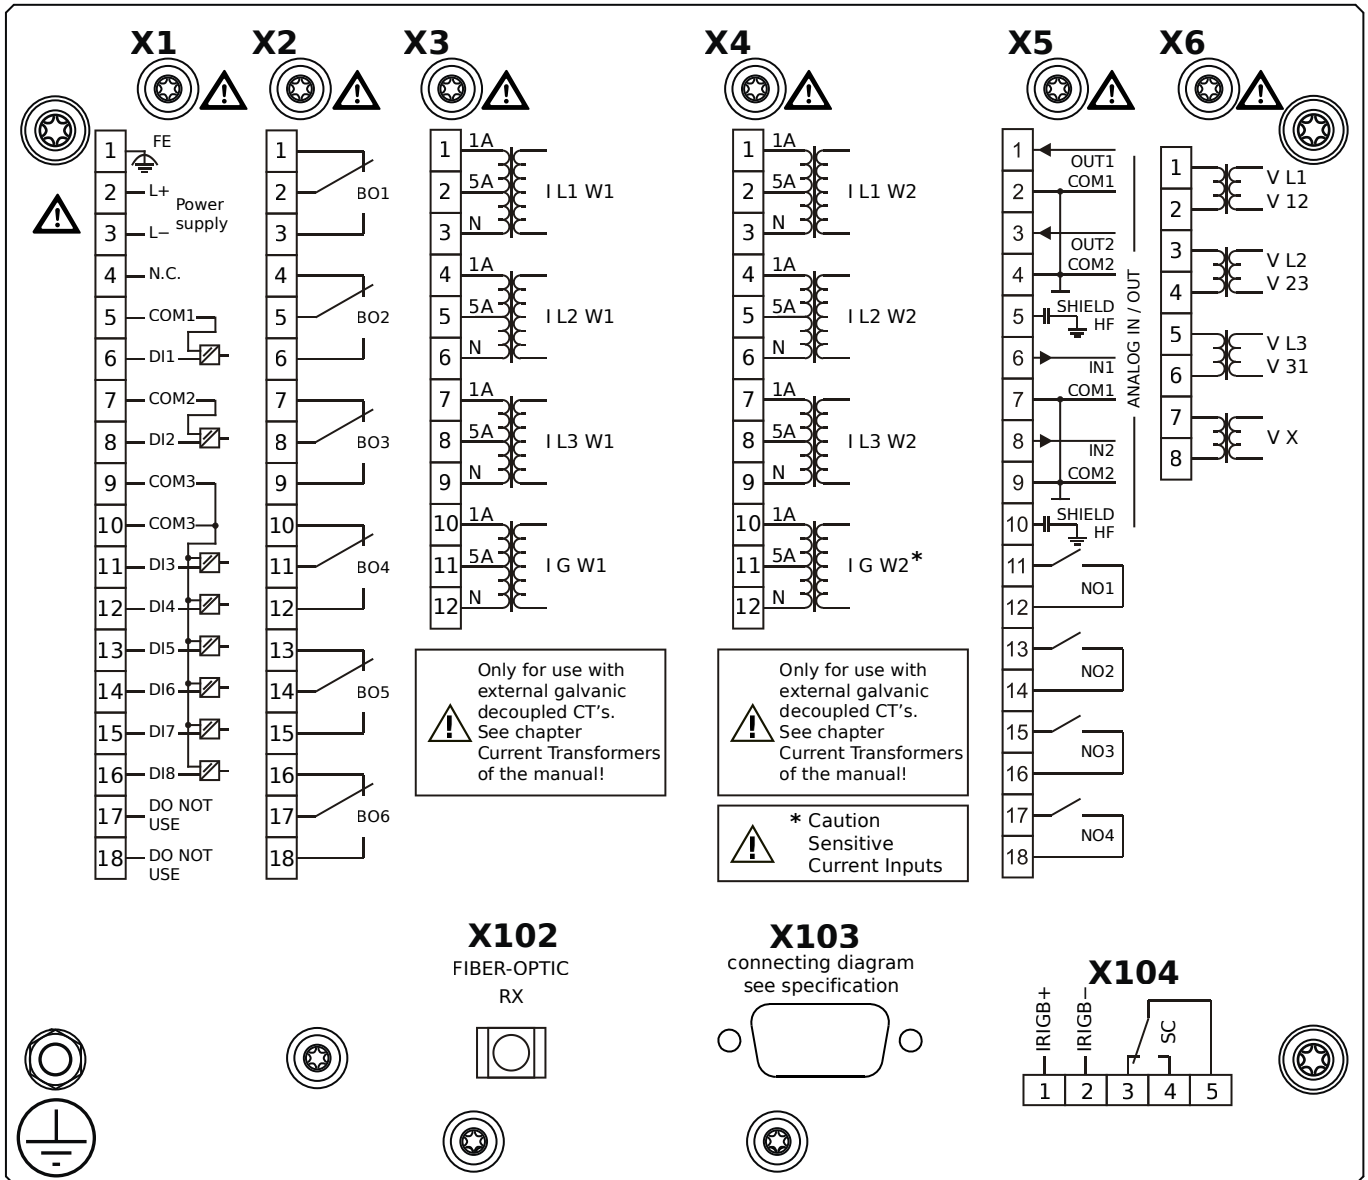 X1
1
FE
2
L+
Power
supply
3
L−
4
N.C.
5
COM1
6
DI1
7
COM2
8
DI2
9
COM3
10
COM3
11
DI3
12
DI4
13
DI5
14
DI6
15
DI7
16
DI8
17
DO NOT
USE
18
DO NOT
USE
X2
1
2
BO1
3
4
5
BO2
6
7
8
BO3
9
10
11
BO4
12
13
14
BO5
15
16
17
BO6
18
X3
1
1A
2
5A
I L1 W1
3
N
4
1A
5
5A
I L2 W1
6
N
7
1A
8
5A
I L3 W1
9
N
10
1A
11
5A
I G W1
12
N
Only for use with
external galvanic
decoupled CT's.
See chapter
Current Transformers
of the manual!
X4
1
1A
2
5A
I L1 W2
3
N
4
1A
5
5A
I L2 W2
6
N
7
1A
8
5A
I L3 W2
9
N
10
1A
11
5A
I G W2*
12
N
Only for use with
external galvanic
decoupled CT's.
See chapter
Current Transformers
of the manual!
* Caution
Sensitive
Current Inputs
X5
1
OUT1
2
COM1
3
OUT2
4
COM2
5
SHIELD
HF
6
IN1
7
COM1
8
IN2
9
COM2
10
SHIELD
HF
ANALOG IN / OUT
11
NO1
12
13
NO2
14
15
NO3
16
17
NO4
18
X6
1
V L1
2
V 12
3
V L2
4
V 23
5
V L3
6
V 31
7
V X
8
X102
FIBER-OPTIC
RX
X103
connecting diagram
see specification
X104
IRIGB+
IRIGB−
SC
1 2 3 4 5